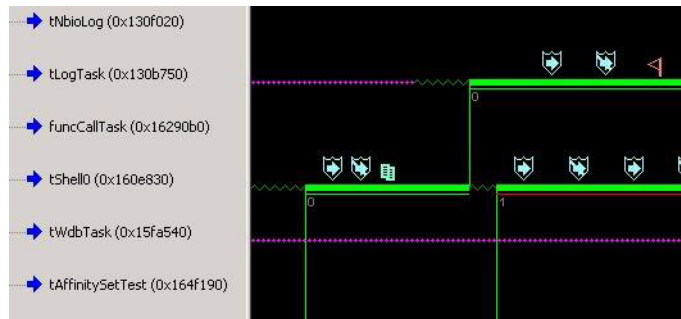 tNbioLog (0x130f020)
tLogTask (0x130b750)
0
funcCallTask (0x16290b0)
tShell0 (0x160e830)
0
1
tWdbTask (0x15fa540)
tAffinitySetTest (0x164f190)